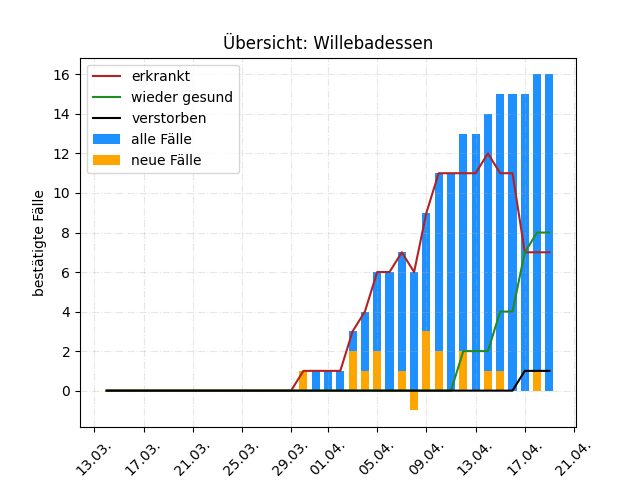 Übersicht: Willebadessen
erkrankt
wieder gesund
verstorben
alle Fälle
neue Fälle
bestätigte Fälle
16
14
12
10
8
6
4
2
0
13.03.
17.03.
21.03.
25.03.
29.03.
01.04.
05.04.
09.04.
13.04.
17.04.
21.04.